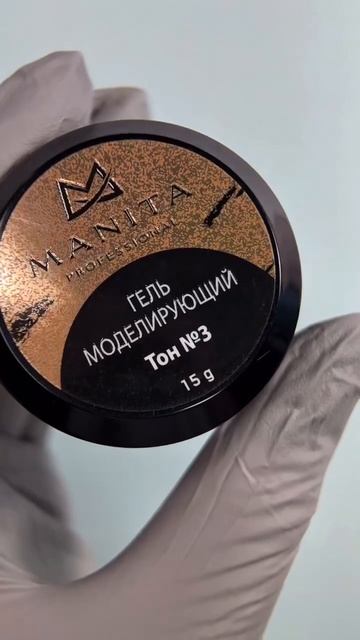 MANITA
PROFESSIONAL
ГЕЛЬ
МОДЕЛИРУЮЩИЙ
Тон №3
15 g